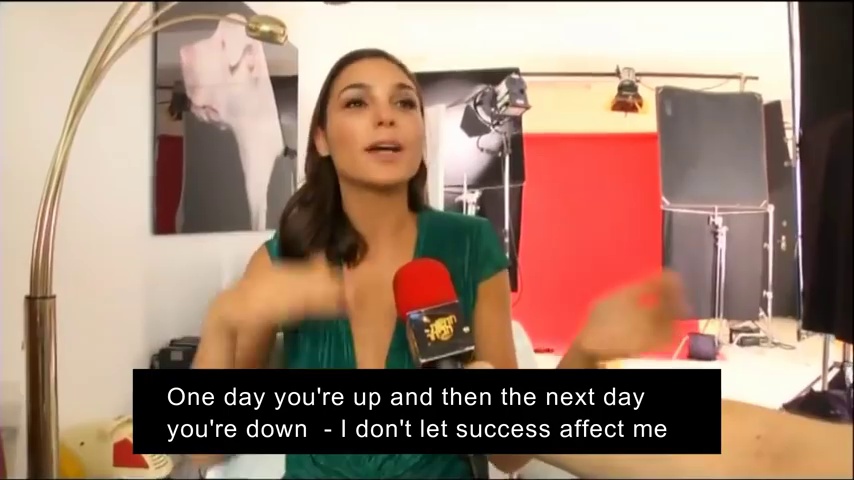 One day you're up and then the next day
you're down  - I don't let success affect me